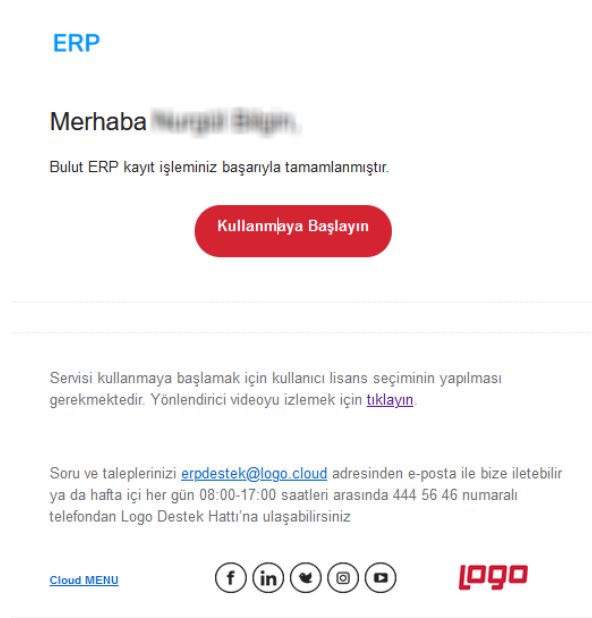 ERP
Merhaba
Bulut ERP kayıt işleminiz başarıyla tamamlanmıştır.
Kullanmaya Başlayın
Servisi kullanmaya başlamak için kullanıcı lisans seçiminin yapılması
gerekmektedir. Yönlendirici videoyu izlemek için tıklayın.
Soru ve taleplerinizi erpdestek@logo.cloud adresinden e-posta ile bize iletebilir
ya da hafta içi her gün 08:00-17:00 saatleri arasında 444 56 46 numaralı
telefondan Logo Destek Hattı'na ulaşabilirsiniz
Cloud MENU
f in
LOGO